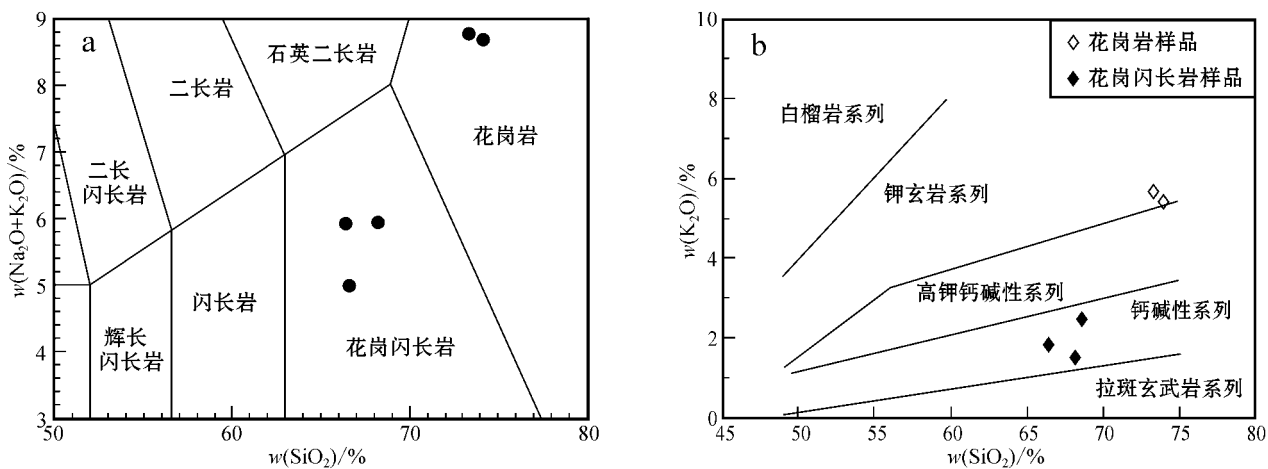 a
9
8
7
6
5
4
3
50
60
70
80
w(Na₂O+K₂O)/%
w(SiO₂)/%
石英二长岩
二长岩
花岗岩
二长
闪长岩
闪长岩
辉长
闪长岩
花岗闪长岩
b
10
8
6
4
2
0
45
50
55
60
65
70
75
80
w(K₂O)/%
w(SiO₂)/%
花岗岩样品
花岗闪长岩样品
白榴岩系列
钾玄岩系列
高钾钙碱性系列
钙碱性系列
拉斑玄武岩系列